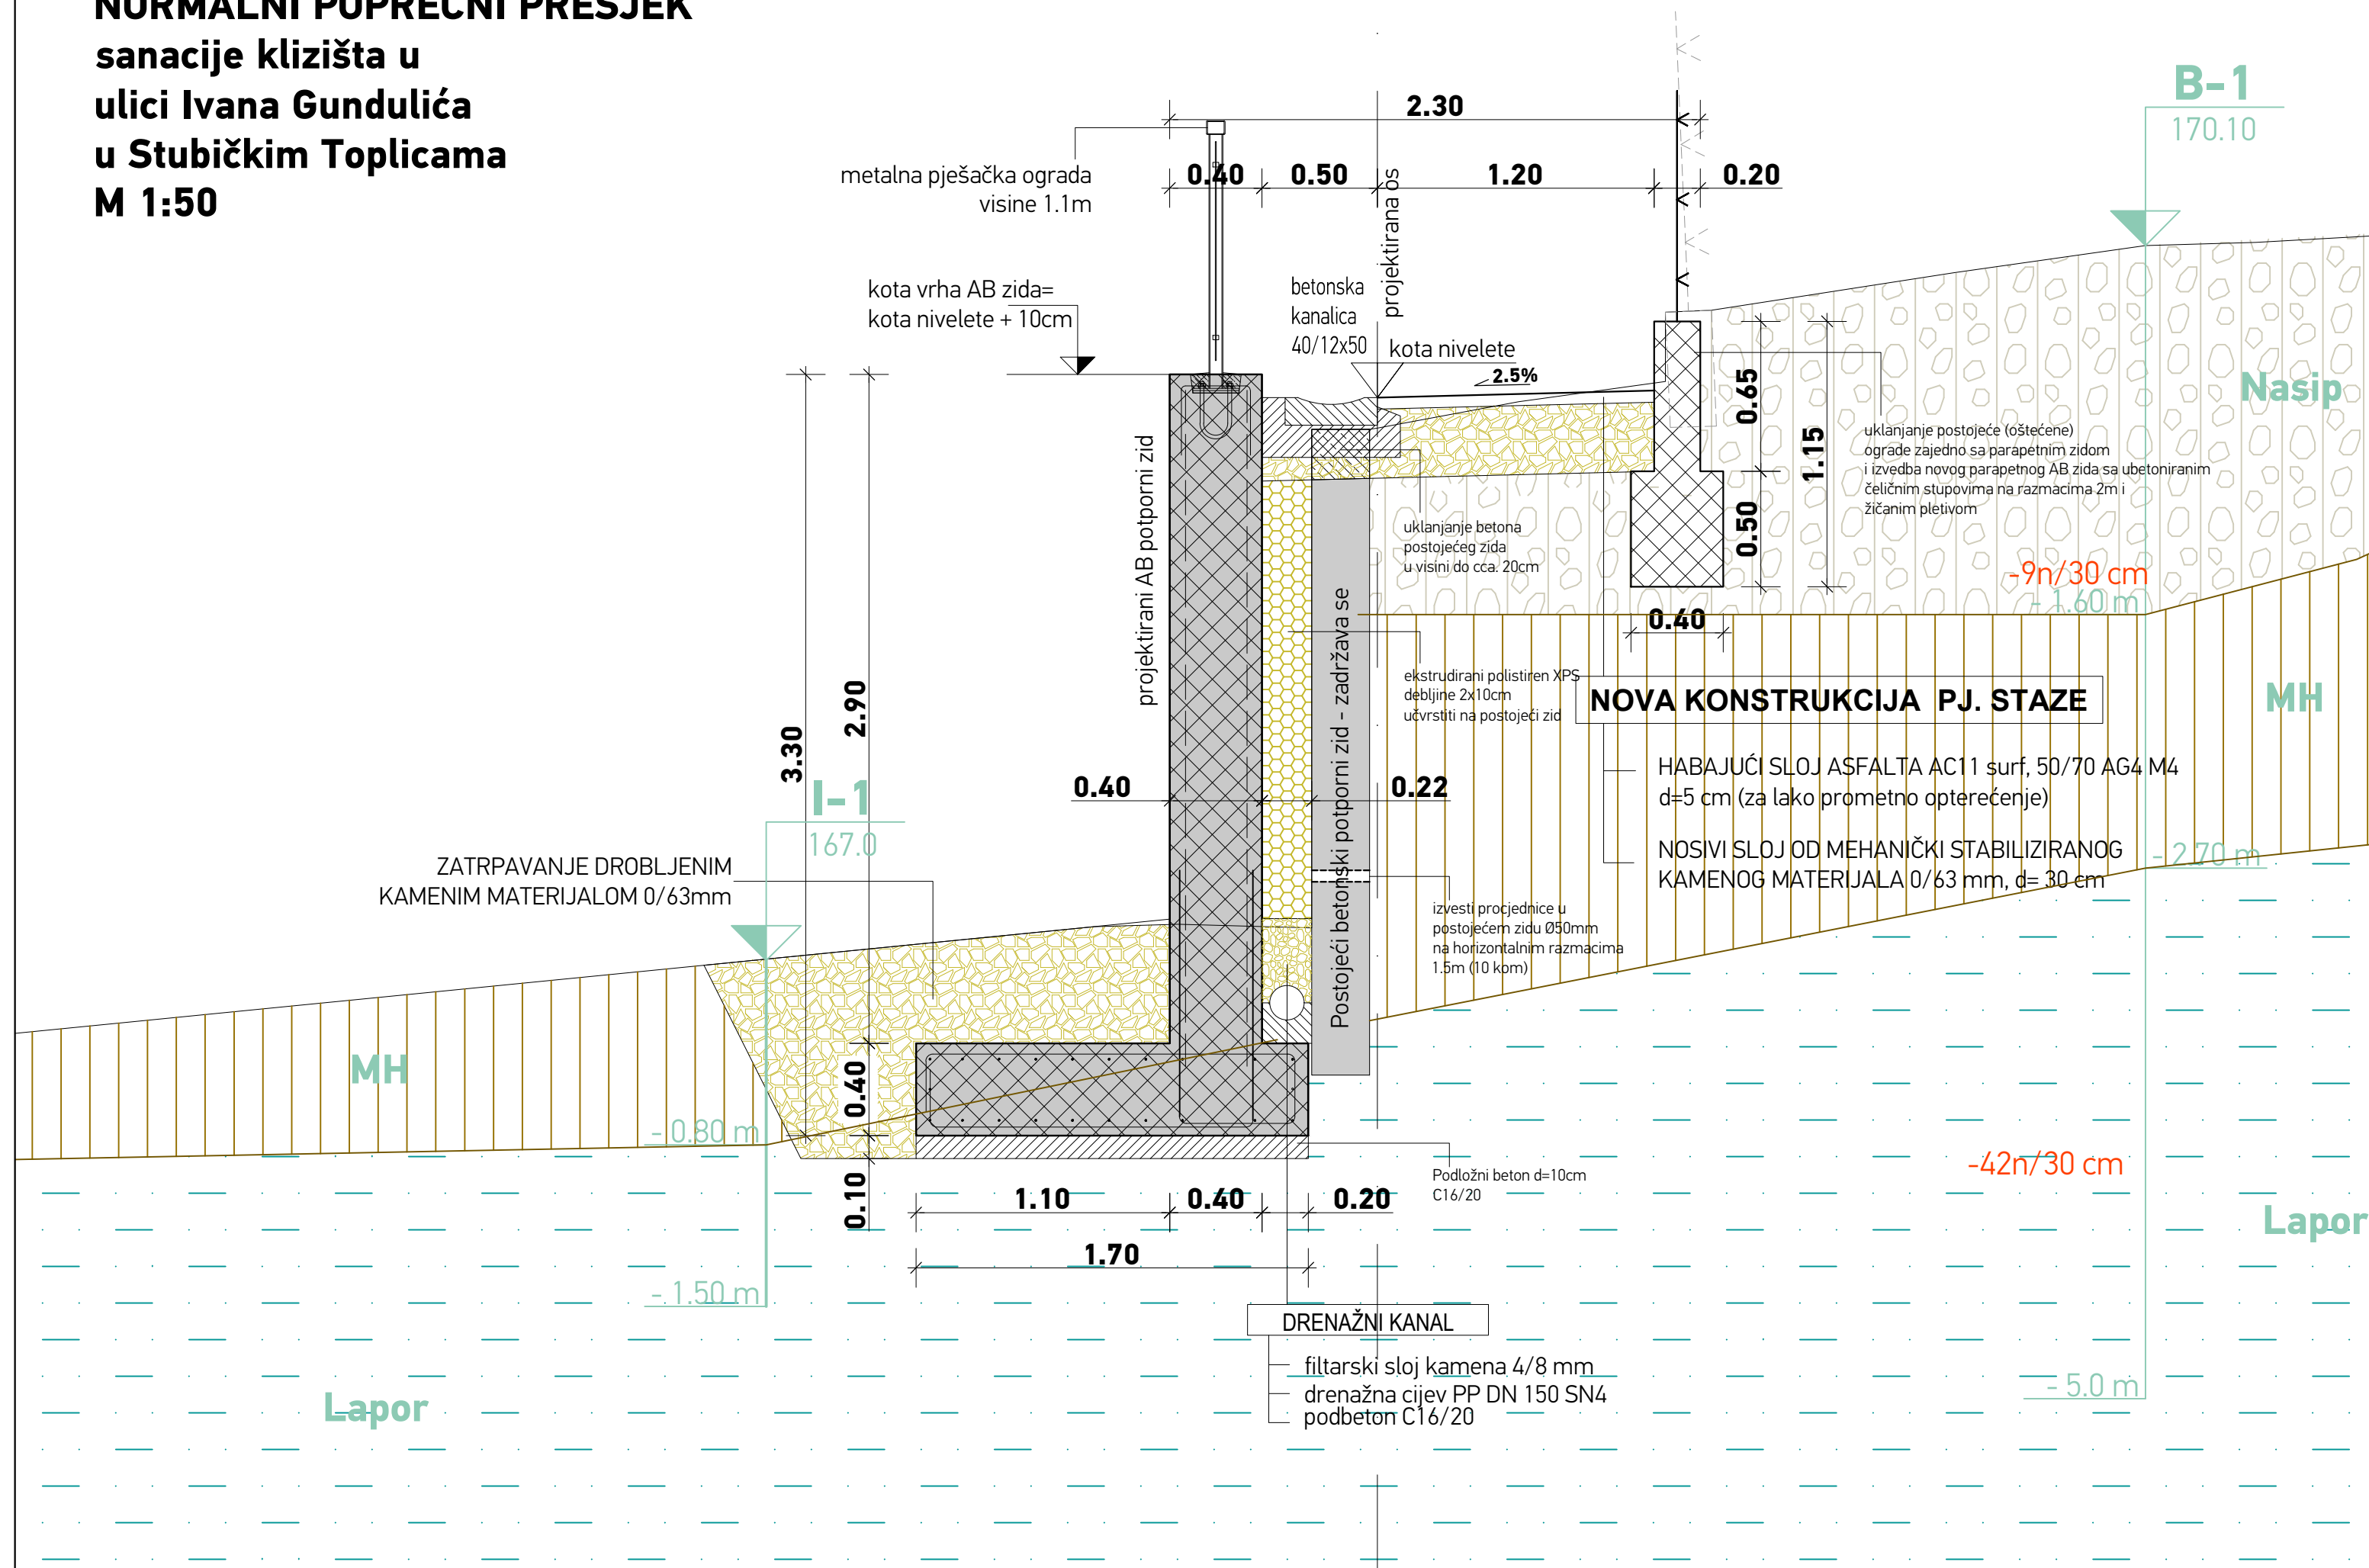 NORMALNI POPREČNI PRESJEK
sanacije klizišta u
ulici Ivana Gundulića
u Stubičkim Toplicama
M 1:50
B-1
170.10
2.30
0.40
0.50
1.20
0.20
metalna pješačka ograda
visine 1.1m
projektirana os
kota vrha AB zida=
kota nivelete + 10cm
betonska
kanalica
40/12x50
kota nivelete
2.5%
Nasip
0.65
1.15
0.50
0.40
uklanjanje postojeće (oštećene)
ograde zajedno sa parapetnim zidom
i izvedba novog parapetnog AB zida sa ubetoniranim
čeličnim stupovima na razmacima 2m i
žičanim pletivom
projektirani AB potporni zid
uklanjanje betona
postojećeg zida
u visini do cca. 20cm
-9n/30 cm
- 1.60 m
Postojeći betonski potporni zid - zadržava se
ekstrudirani polistiren XPS
debljine 2x10cm
učvrstiti na postojeći zid
NOVA KONSTRUKCIJA PJ. STAZE
MH
HABAJUĆI SLOJ ASFALTA AC11 surf, 50/70 AG4 M4
d=5 cm (za lako prometno opterećenje)
NOSIVI SLOJ OD MEHANIČKI STABILIZIRANOG
KAMENOG MATERIJALA 0/63 mm, d= 30 cm
- 2.70 m
3.30
2.90
0.40
0.22
I-1
167.0
ZATRPAVANJE DROBLJENIM
KAMENIM MATERIJALOM 0/63mm
izvesti procjednice u
postojećem zidu Ø50mm
na horizontalnim razmacima
1.5m (10 kom)
MH
- 0.80 m
0.40
0.10
- 1.50 m
Podložni beton d=10cm
C16/20
-42n/30 cm
1.10
0.40
0.20
1.70
Lapor
DRENAŽNI KANAL
filtarski sloj kamena 4/8 mm
drenažna cijev PP DN 150 SN4
podbeton C16/20
- 5.0 m
Lapor